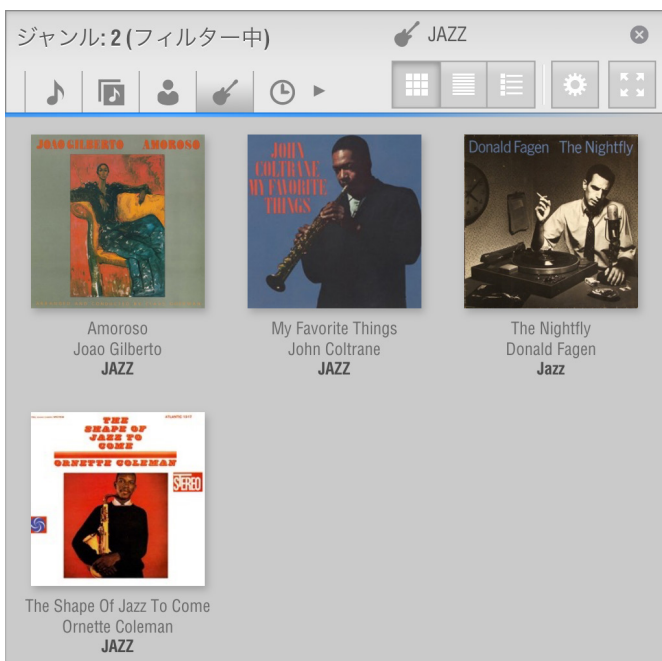 ジャンル: 2 (フィルター中)
JAZZ
JOAO GILBERTO AMOROSO
Amoroso
Joao Gilberto
JAZZ
JOHN
COLTRANE
MY FAVORITE
THINGS
My Favorite Things
John Coltrane
JAZZ
Donald Fagen The Nightfly
The Nightfly
Donald Fagen
Jazz
THE
SHAPE OF
JAZZ TO
COME
ORNETTE COLEMAN
STEREO
The Shape Of Jazz To Come
Ornette Coleman
JAZZ